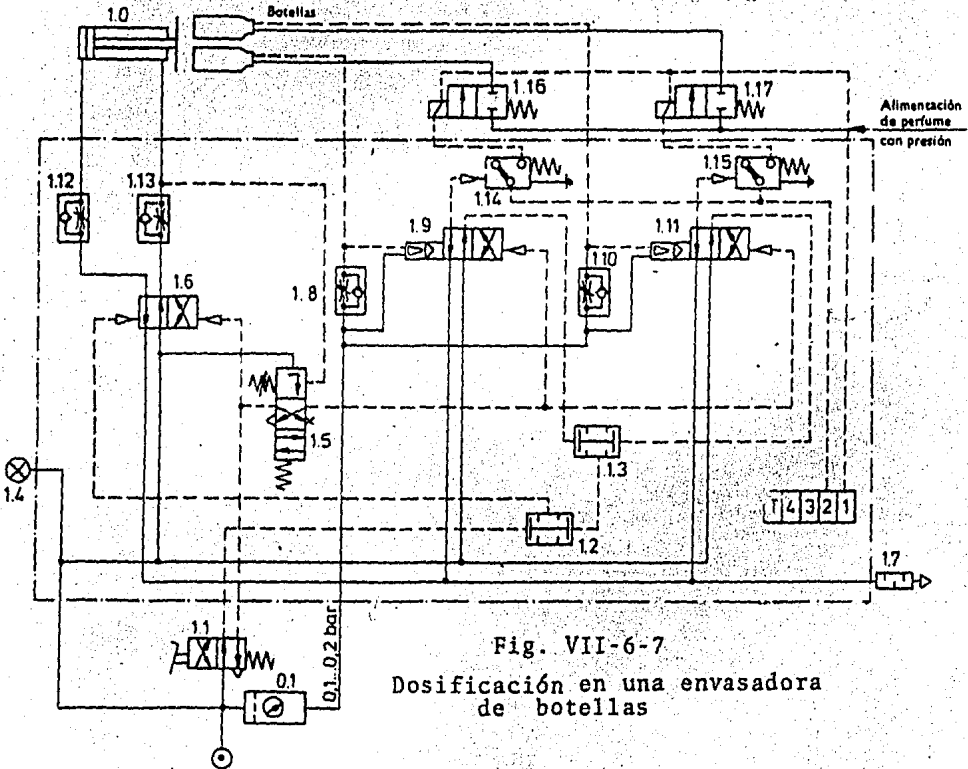 Botellas
1.0
1.16
1.17
Alimentación
de perfume
con presión
1.12
1.13
1.14
1.15
1.9
1.10
1.11
1.8
1.6
1.5
1.3
1.4
T 4 3 2 1
1.2
1.7
1.1
0.1
0,1..0,2 bar
Fig. VII-6-7
Dosificación en una envasadora
de botellas